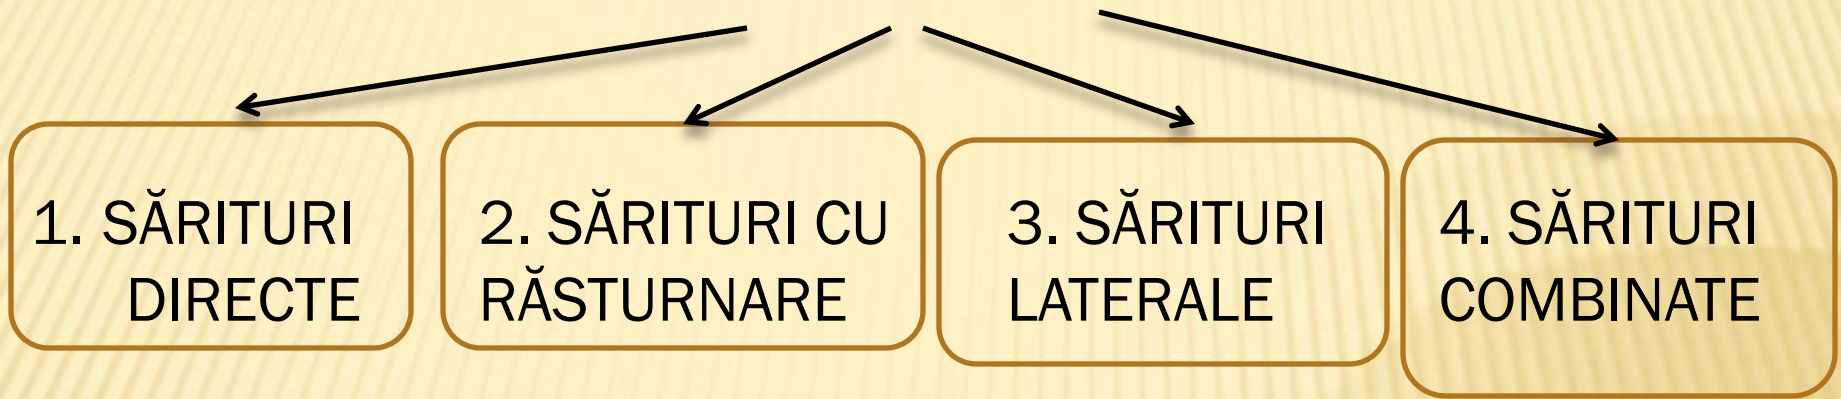 1. SĂRITURI
DIRECTE
2. SĂRITURI CU
RĂSTURNARE
3. SĂRITURI
LATERALE
4. SĂRITURI
COMBINATE